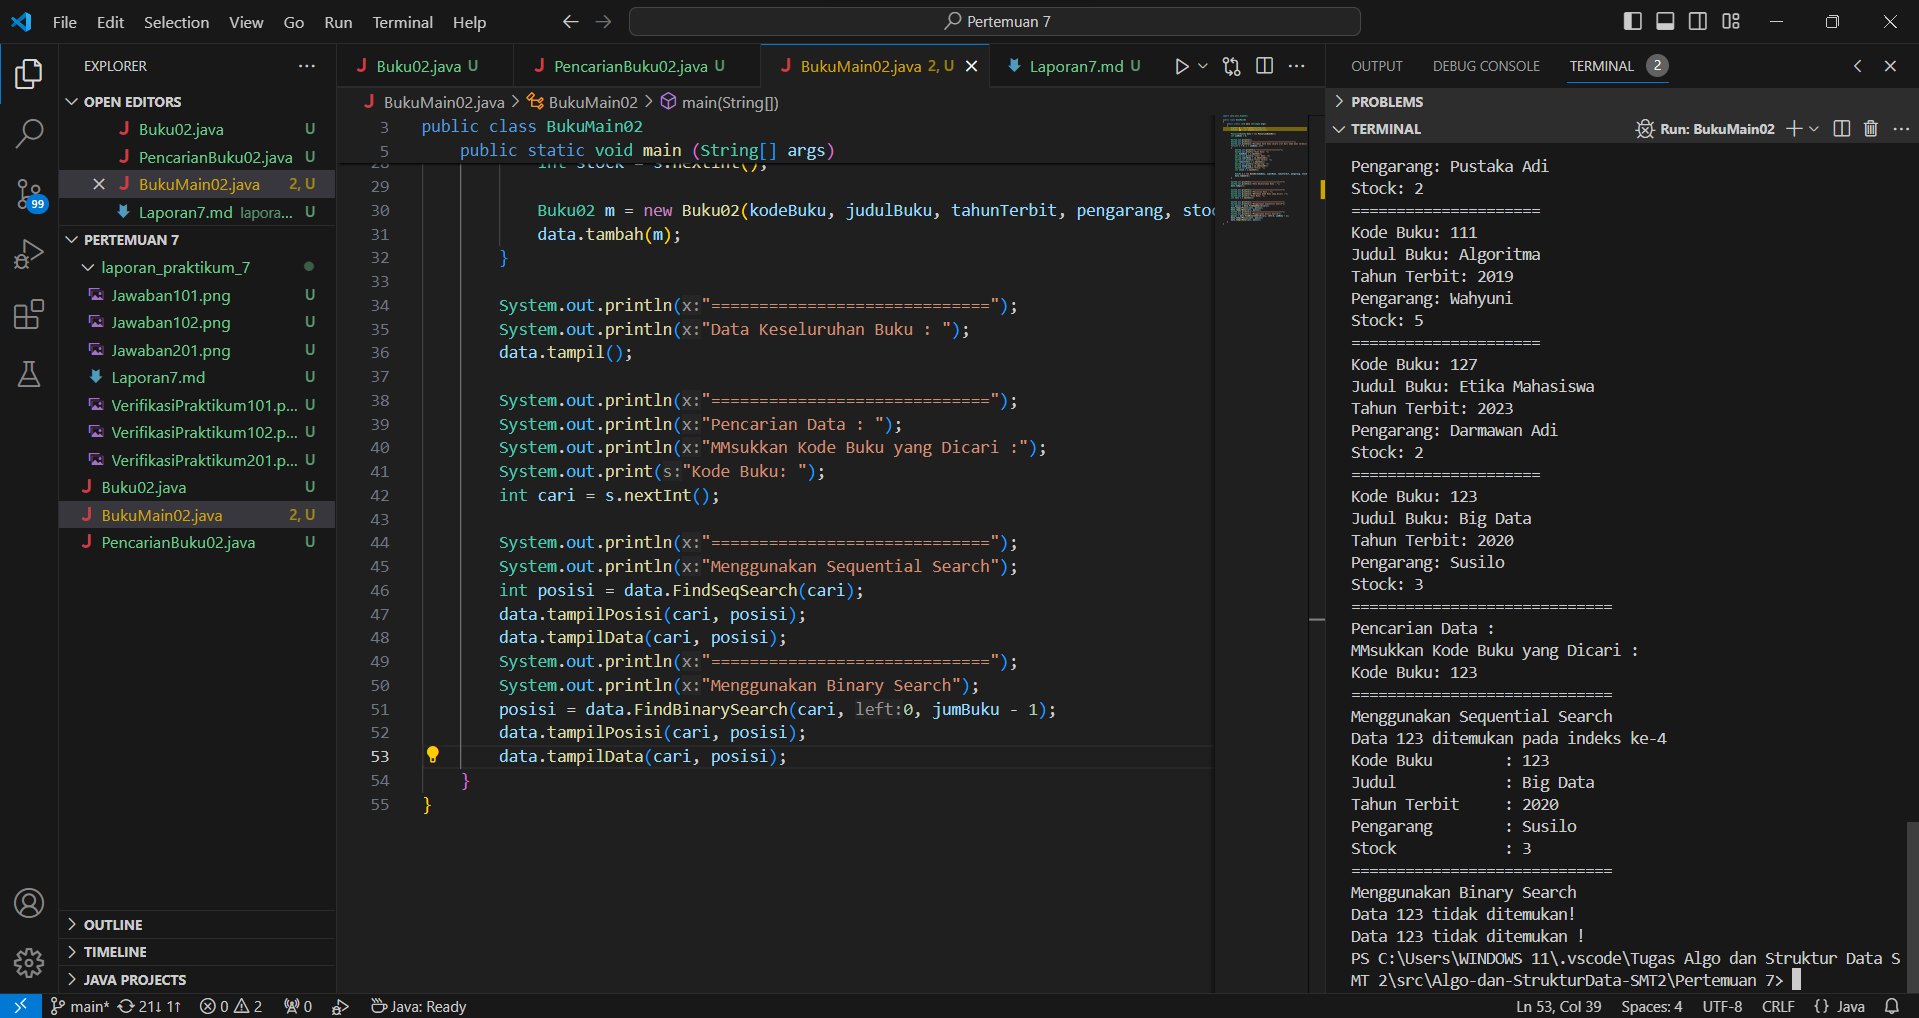 File Edit Selection View Go Run Terminal Help
Pertemuan 7
EXPLORER
OPEN EDITORS
Buku02.java U
PencarianBuku02.java U
BukuMain02.java 2, U
Laporan7.md lapora... U
PERTEMUAN 7
laporan_praktikum_7
Jawaban101.png U
Jawaban102.png U
Jawaban201.png U
Laporan7.md U
VerifikasiPraktikum101.p... U
VerifikasiPraktikum102.p... U
VerifikasiPraktikum201.p... U
Buku02.java U
BukuMain02.java 2, U
PencarianBuku02.java U
OUTLINE
TIMELINE
JAVA PROJECTS
99
Buku02.java U PencarianBuku02.java U BukuMain02.java 2, U Laporan7.md U
BukuMain02.java > BukuMain02 > main(String[])
3 public class BukuMain02
5 public static void main (String[] args)
28 int stock = s.nextInt();
29
30 Buku02 m = new Buku02(kodeBuku, judulBuku, tahunTerbit, pengarang, stoc
31 data.tambah(m);
32 }
33
34 System.out.println(x:"=============================");
35 System.out.println(x:"Data Keseluruhan Buku : ");
36 data.tampil();
37
38 System.out.println(x:"=============================");
39 System.out.println(x:"Pencarian Data : ");
40 System.out.println(x:"MMsukkan Kode Buku yang Dicari :");
41 System.out.print(s:"Kode Buku: ");
42 int cari = s.nextInt();
43
44 System.out.println(x:"=============================");
45 System.out.println(x:"Menggunakan Sequential Search");
46 int posisi = data.FindSeqSearch(cari);
47 data.tampilPosisi(cari, posisi);
48 data.tampilData(cari, posisi);
49 System.out.println(x:"=============================");
50 System.out.println(x:"Menggunakan Binary Search");
51 posisi = data.FindBinarySearch(cari, left:0, jumBuku - 1);
52 data.tampilPosisi(cari, posisi);
53 data.tampilData(cari, posisi);
54 }
55 }
OUTPUT DEBUG CONSOLE TERMINAL 2
PROBLEMS
TERMINAL Run: BukuMain02
Pengarang: Pustaka Adi
Stock: 2
=====================
Kode Buku: 111
Judul Buku: Algoritma
Tahun Terbit: 2019
Pengarang: Wahyuni
Stock: 5
=====================
Kode Buku: 127
Judul Buku: Etika Mahasiswa
Tahun Terbit: 2023
Pengarang: Darmawan Adi
Stock: 2
=====================
Kode Buku: 123
Judul Buku: Big Data
Tahun Terbit: 2020
Pengarang: Susilo
Stock: 3
=============================
Pencarian Data :
MMsukkan Kode Buku yang Dicari :
Kode Buku: 123
=============================
Menggunakan Sequential Search
Data 123 ditemukan pada indeks ke-4
Kode Buku : 123
Judul : Big Data
Tahun Terbit : 2020
Pengarang : Susilo
Stock : 3
=============================
Menggunakan Binary Search
Data 123 tidak ditemukan!
Data 123 tidak ditemukan !
PS C:\Users\WINDOWS 11\.vscode\Tugas Algo dan Struktur Data S
MT 2\src\Algo-dan-StrukturData-SMT2\Pertemuan 7>
main* 21↓ 1↑ 0 2 0 Java: Ready Ln 53, Col 39 Spaces: 4 UTF-8 CRLF {} Java